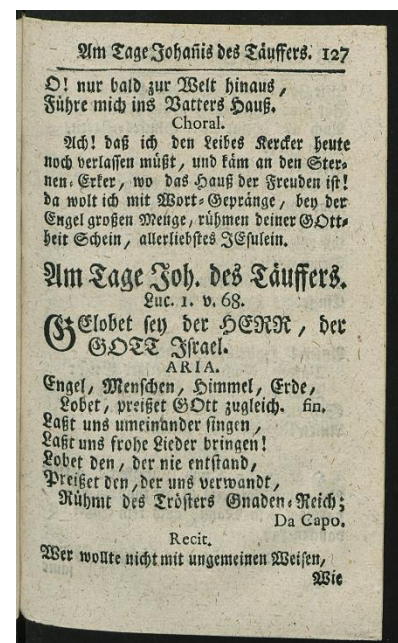 Am Tage Johañis des Täuffers. 127
O! nur bald zur Welt hinaus,
Führe mich ins Vatters Hauß.
Choral.
Ach! daß ich den Leibes Kercker heute
noch verlassen müßt, und käm an den Ster-
nen-Erker, wo das Hauß der Freuden ist!
da wolt ich mit Wort-Gepränge, bey der
Engel großen Menge, rühmen deiner GOtt-
heit Schein, allerliebstes JEsulein.
Am Tage Joh. des Täuffers.
Luc. 1. v. 68.
GElobet sey der HERR, der
GOTT Israel.
ARIA.
Engel, Menschen, Himmel, Erde,
Lobet, preißet GOtt zugleich. fin.
Laßt uns umeinander singen,
Laßt uns frohe Lieder bringen!
Lobet den, der nie entstand,
Preißet den, der uns verwandt,
Rühmt des Trösters Gnaden-Reich;
Da Capo.
Recit.
Wer wollte nicht mit ungemeinen Weisen,
Wie